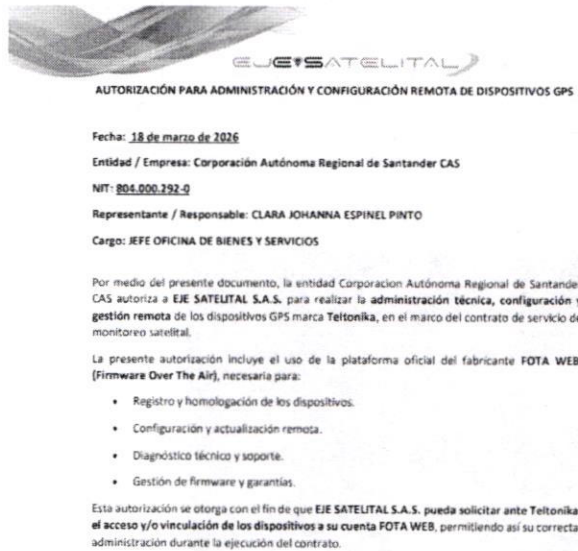 EJE SATELITAL
AUTORIZACIÓN PARA ADMINISTRACIÓN Y CONFIGURACIÓN REMOTA DE DISPOSITIVOS GPS
Fecha: 18 de marzo de 2026
Entidad / Empresa: Corporación Autónoma Regional de Santander CAS
NIT: 804.000.292-0
Representante / Responsable: CLARA JOHANNA ESPINEL PINTO
Cargo: JEFE OFICINA DE BIENES Y SERVICIOS
Por medio del presente documento, la entidad Corporacion Autónoma Regional de Santander
CAS autoriza a EJE SATELITAL S.A.S. para realizar la administración técnica, configuración y
gestión remota de los dispositivos GPS marca Teltonika, en el marco del contrato de servicio de
monitoreo satelital.
La presente autorización incluye el uso de la plataforma oficial del fabricante FOTA WEB
(Firmware Over The Air), necesaria para:
• Registro y homologación de los dispositivos.
• Configuración y actualización remota.
• Diagnóstico técnico y soporte.
• Gestión de firmware y garantías.
Esta autorización se otorga con el fin de que EJE SATELITAL S.A.S. pueda solicitar ante Teltonika
el acceso y/o vinculación de los dispositivos a su cuenta FOTA WEB, permitiendo así su correcta
administración durante la ejecución del contrato.